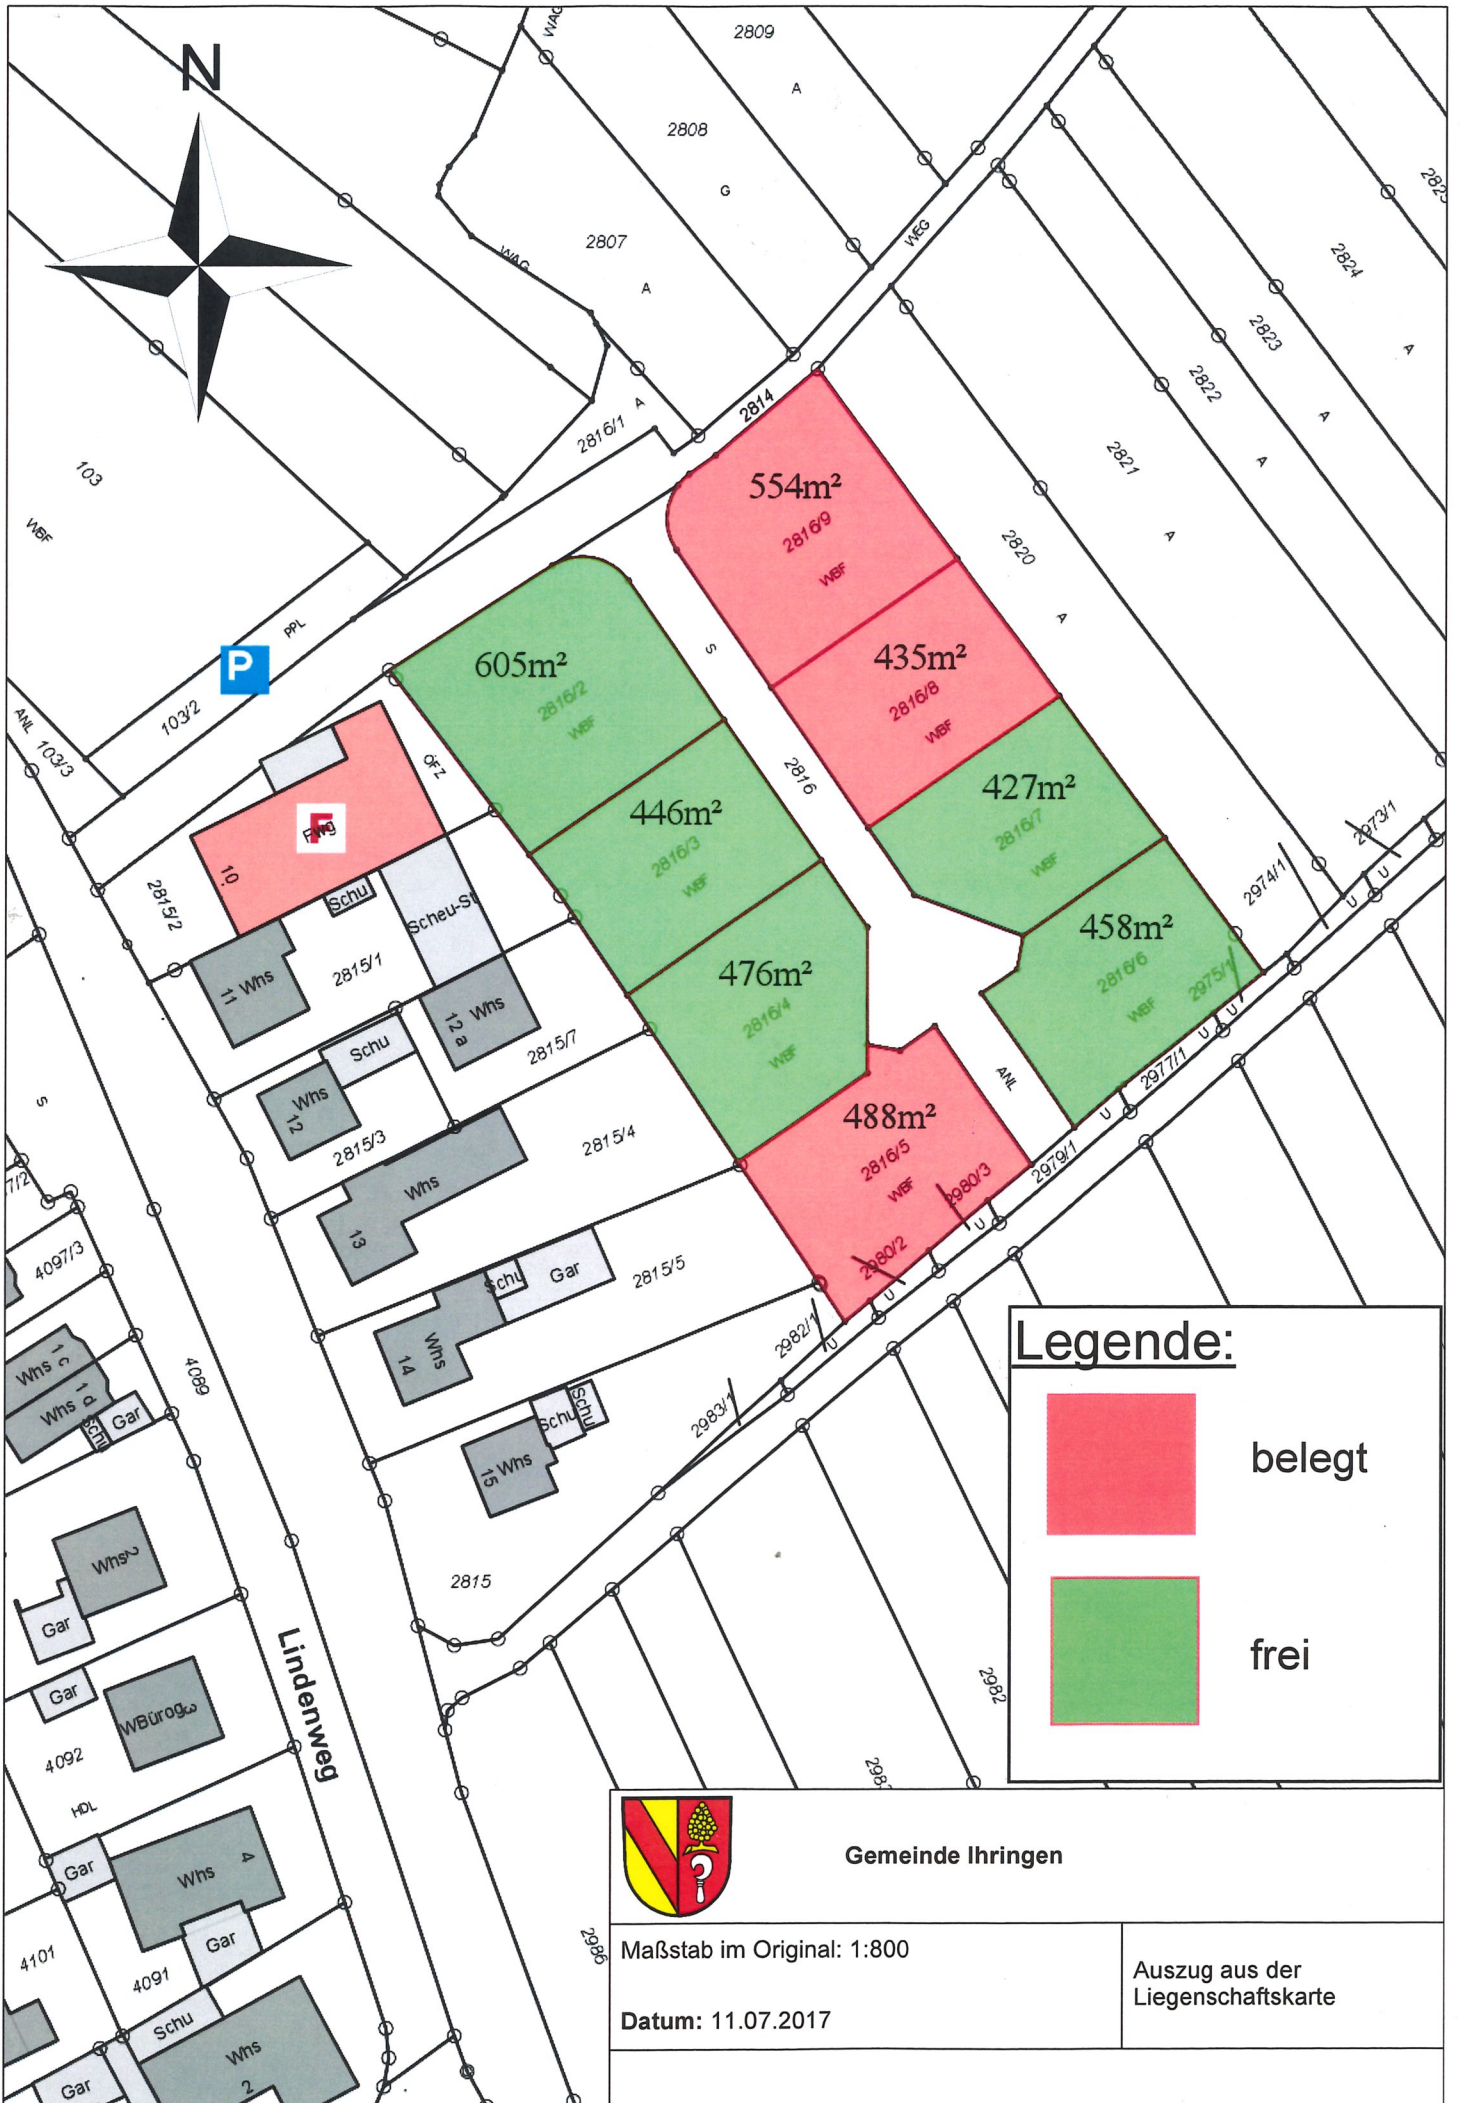 N
WAG
2809
A
2808
G
2807
A
WAG
WEG
2824
A
2823
A
2822
A
2821
A
2820
A
2816/1
A
2814
103
WBF
PPL
P
103/2
ANL
103/3
554m²
2816/9
WBF
435m²
2816/8
WBF
427m²
2816/7
WBF
458m²
2816/6
WBF
2975/1
605m²
2816/2
WBF
446m²
2816/3
WBF
476m²
2816/4
WBF
488m²
2816/5
WBF
2980/3
2980/2
S
2816
ANL
ÖFZ
F
Fwg
10
2815/2
Schu
Scheu-St
11 Whs
2815/1
12 a Whs
Schu
Whs
12
2815/7
2815/3
2815/4
Whs
13
Schu
Gar
2815/5
Whs
14
Schu
Schu
Whs
15
2973/1
U
U
2974/1
U
U
2977/1
U
2979/1
U
U
2982/1
U
2983/1
2815
S
4097/3
4089
Whs 1 c
Whs 1 d
Schu
Gar
Whs 2
Gar
Gar
WBürog 3
4092
HDL
Lindenweg
Gar
Whs 4
Gar
4101
4091
Schu
Whs
2
Gar
2982
2986
Legende:
belegt
frei
Gemeinde Ihringen
Maßstab im Original: 1:800
Datum: 11.07.2017
Auszug aus der
Liegenschaftskarte